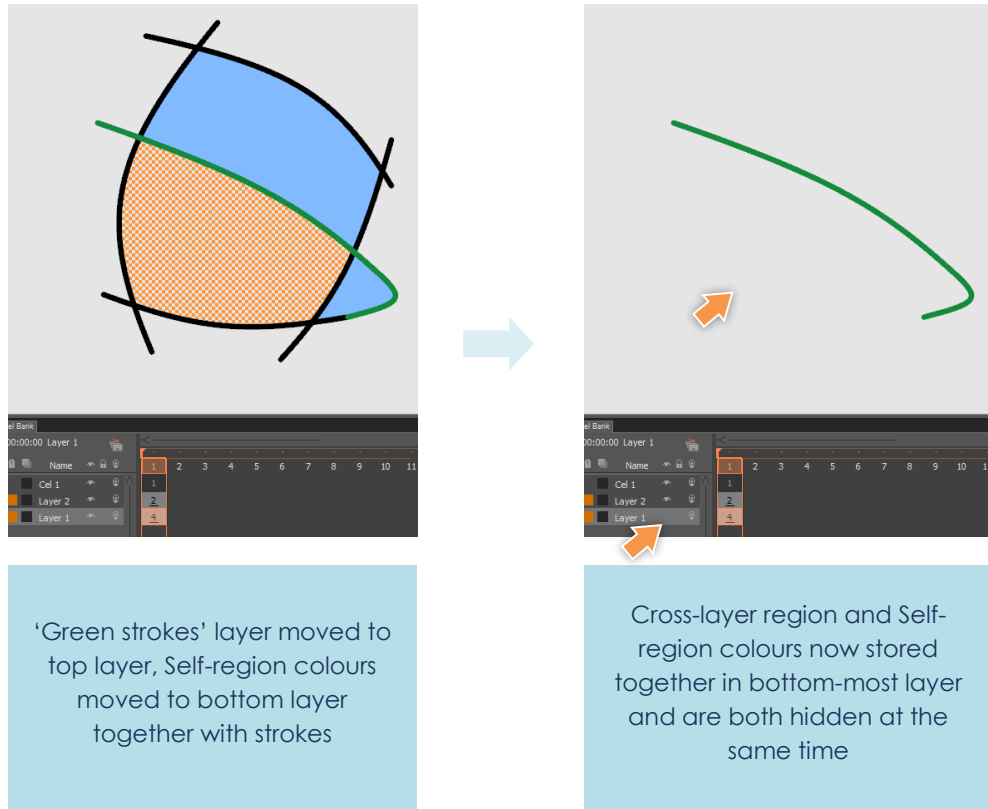 el Bank
00:00:00 Layer 1
Name 1 2 3 4 5 6 7 8 9 10 11
Cel 1 1
Layer 2 2
Layer 1 4
‘Green strokes’ layer moved to
top layer, Self-region colours
moved to bottom layer
together with strokes
el Bank
00:00:00 Layer 1
Name 1 2 3 4 5 6 7 8 9 10 1
Cel 1 1
Layer 2 2
Layer 1 4
Cross-layer region and Self-
region colours now stored
together in bottom-most layer
and are both hidden at the
same time